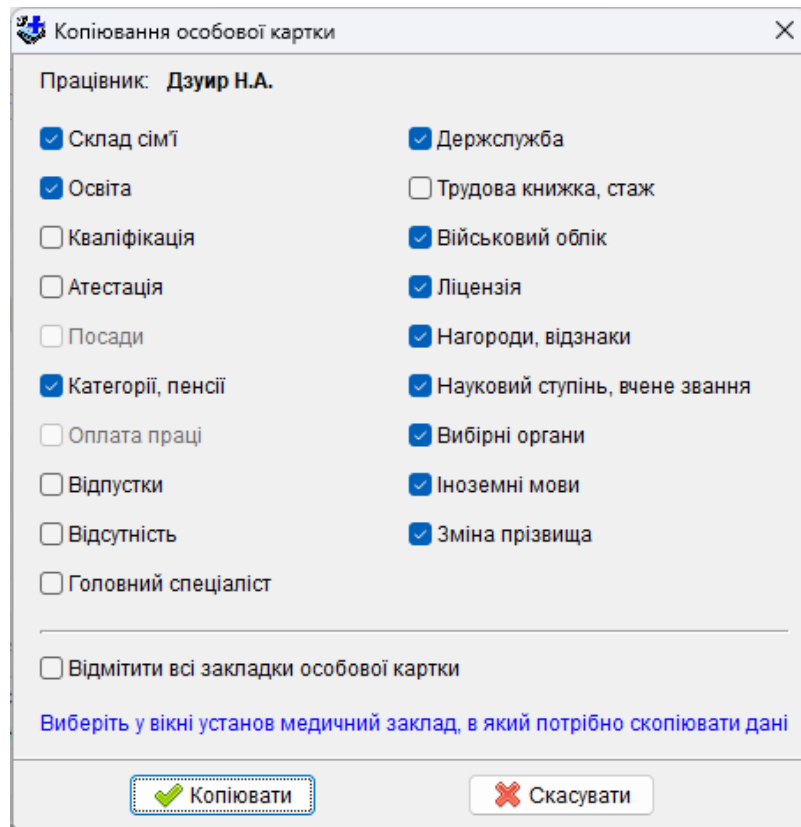 Копіювання особової картки
Працівник: Дзуир Н.А.
Склад сім'ї
Освіта
Кваліфікація
Атестація
Посади
Категорії, пенсії
Оплата праці
Відпустки
Відсутність
Головний спеціаліст
Держслужба
Трудова книжка, стаж
Військовий облік
Ліцензія
Нагороди, відзнаки
Науковий ступінь, вчене звання
Вибірні органи
Іноземні мови
Зміна прізвища
Відмітити всі закладки особової картки
Виберіть у вікні установ медичний заклад, в який потрібно скопіювати дані
Копіювати
Скасувати